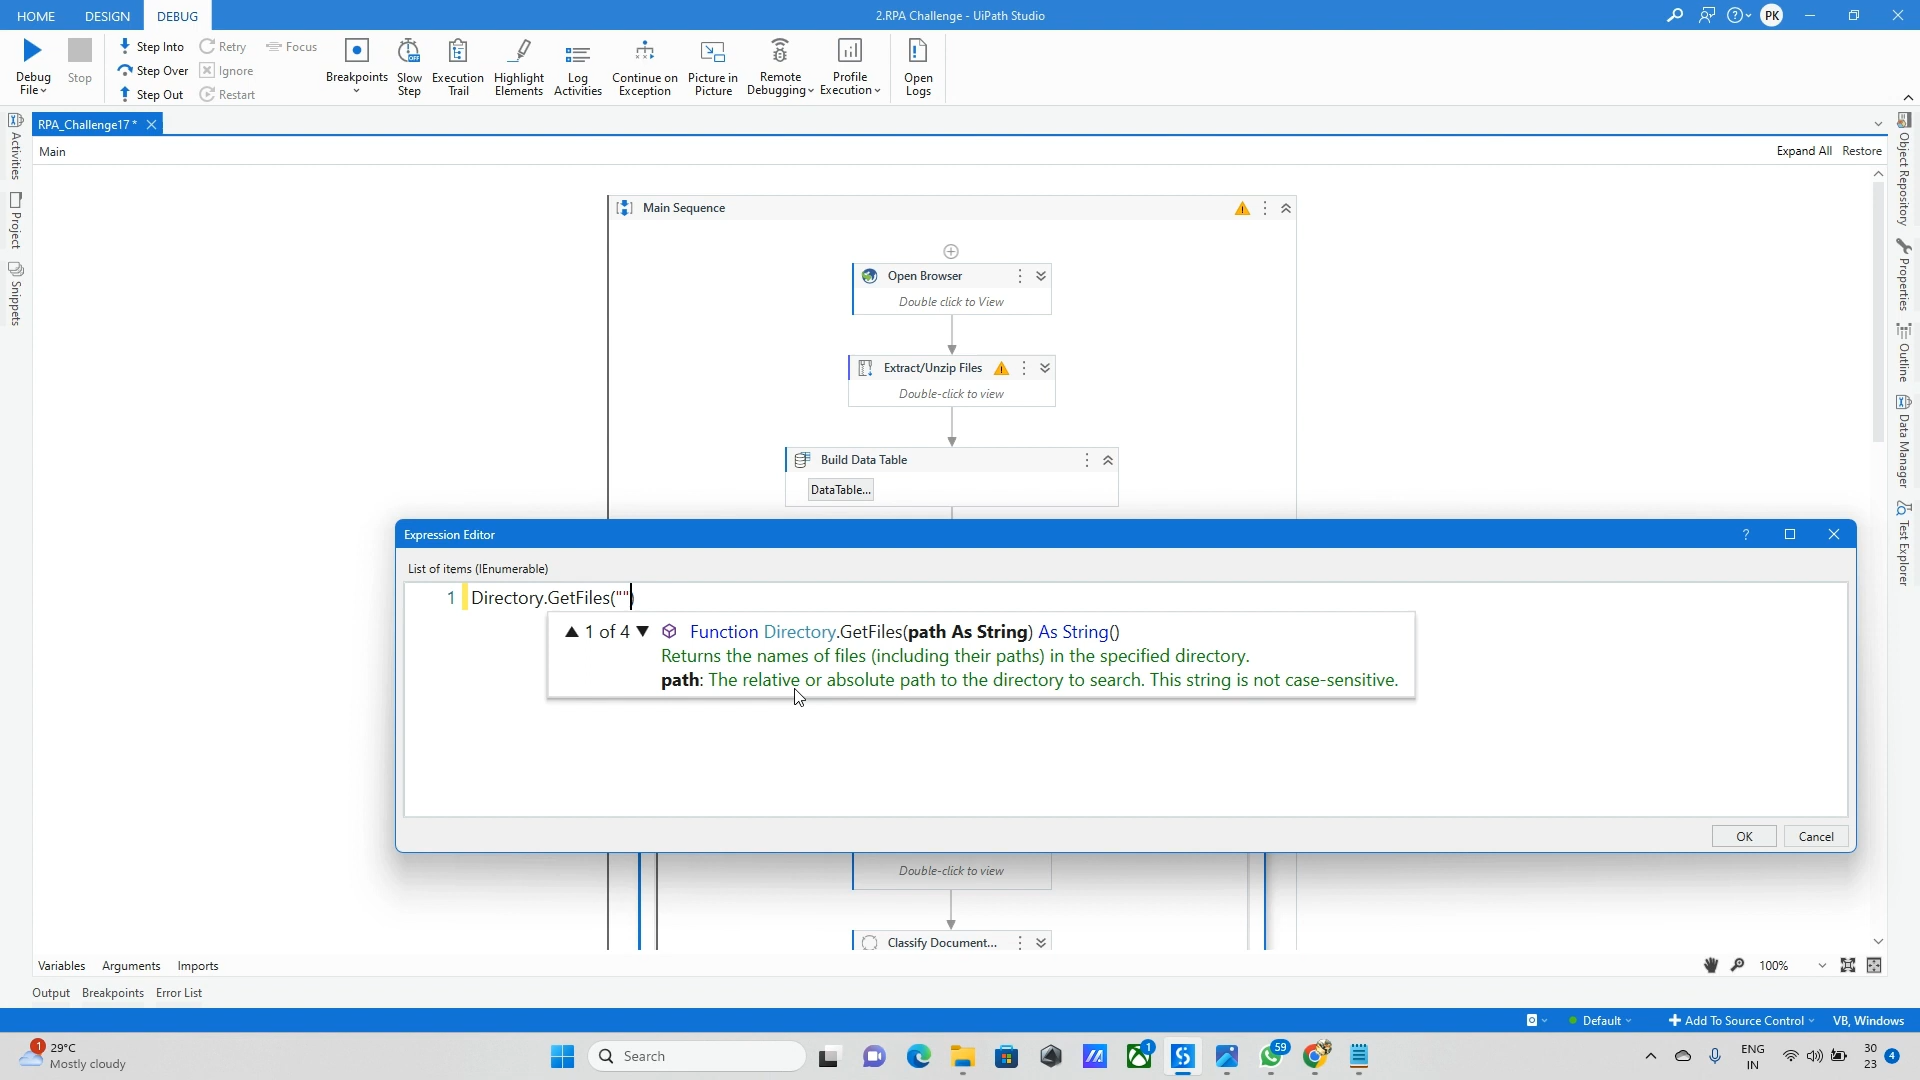 HOME DESIGN DEBUG
2.RPA Challenge - UiPath Studio
PK
Debug File
Stop
Step Into
Step Over
Step Out
Retry
Ignore
Restart
Focus
Breakpoints
Slow Step
Execution Trail
Highlight Elements
Log Activities
Continue on Exception
Picture in Picture
Remote Debugging
Profile Execution
Open Logs
RPA_Challenge17 *
Main
Expand All Restore
Activities
Project
Snippets
Object Repository
Properties
Outline
Data Manager
Test Explorer
Main Sequence
Open Browser
Double click to View
Extract/Unzip Files
Double-click to view
Build Data Table
DataTable...
Expression Editor
?
List of items (IEnumerable)
1 Directory.GetFiles("")
▲ 1 of 4 ▼ Function Directory.GetFiles(path As String) As String()
Returns the names of files (including their paths) in the specified directory.
path: The relative or absolute path to the directory to search. This string is not case-sensitive.
OK Cancel
Double-click to view
Classify Document...
Variables Arguments Imports
100%
Output Breakpoints Error List
Default
Add To Source Control
VB, Windows
1
29°C
Mostly cloudy
Search
1
59
ENG
IN
30
23
4